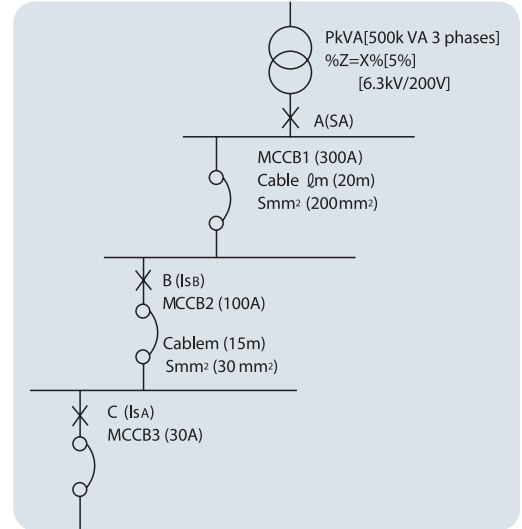 PkVA[500k VA 3 phases]
%Z=X%[5%]
[6.3kV/200V]
A(SA)
MCCB1 (300A)
Cable ℓm (20m)
Smm² (200mm²)
B (IsB)
MCCB2 (100A)
Cablem (15m)
Smm² (30 mm²)
C (IsA)
MCCB3 (30A)